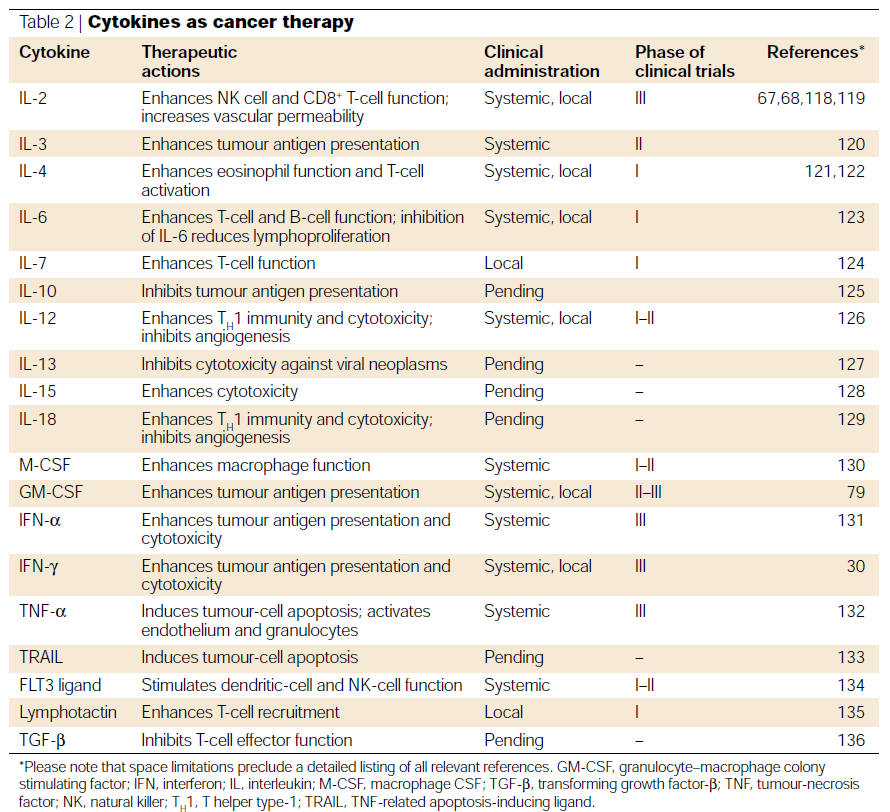 Table 2 | Cytokines as cancer therapy
Cytokine Therapeutic actions Clinical administration Phase of clinical trials References*
IL-2 Enhances NK cell and CD8+ T-cell function; Systemic, local III 67,68,118,119
increases vascular permeability
IL-3 Enhances tumour antigen presentation Systemic II 120
IL-4 Enhances eosinophil function and T-cell Systemic, local I 121,122
activation
IL-6 Enhances T-cell and B-cell function; inhibition Systemic, local I 123
of IL-6 reduces lymphoproliferation
IL-7 Enhances T-cell function Local I 124
IL-10 Inhibits tumour antigen presentation Pending 125
IL-12 Enhances TH1 immunity and cytotoxicity; Systemic, local I–II 126
inhibits angiogenesis
IL-13 Inhibits cytotoxicity against viral neoplasms Pending – 127
IL-15 Enhances cytotoxicity Pending – 128
IL-18 Enhances TH1 immunity and cytotoxicity; Pending – 129
inhibits angiogenesis
M-CSF Enhances macrophage function Systemic I–II 130
GM-CSF Enhances tumour antigen presentation Systemic, local II–III 79
IFN-α Enhances tumour antigen presentation and Systemic III 131
cytotoxicity
IFN-γ Enhances tumour antigen presentation and Systemic, local III 30
cytotoxicity
TNF-α Induces tumour-cell apoptosis; activates Systemic III 132
endothelium and granulocytes
TRAIL Induces tumour-cell apoptosis Pending – 133
FLT3 ligand Stimulates dendritic-cell and NK-cell function Systemic I–II 134
Lymphotactin Enhances T-cell recruitment Local I 135
TGF-β Inhibits T-cell effector function Pending – 136
*Please note that space limitations preclude a detailed listing of all relevant references. GM-CSF, granulocyte–macrophage colony
stimulating factor; IFN, interferon; IL, interleukin; M-CSF, macrophage CSF; TGF-β, transforming growth factor-β; TNF, tumour-necrosis
factor; NK, natural killer; TH1, T helper type-1; TRAIL, TNF-related apoptosis-inducing ligand.